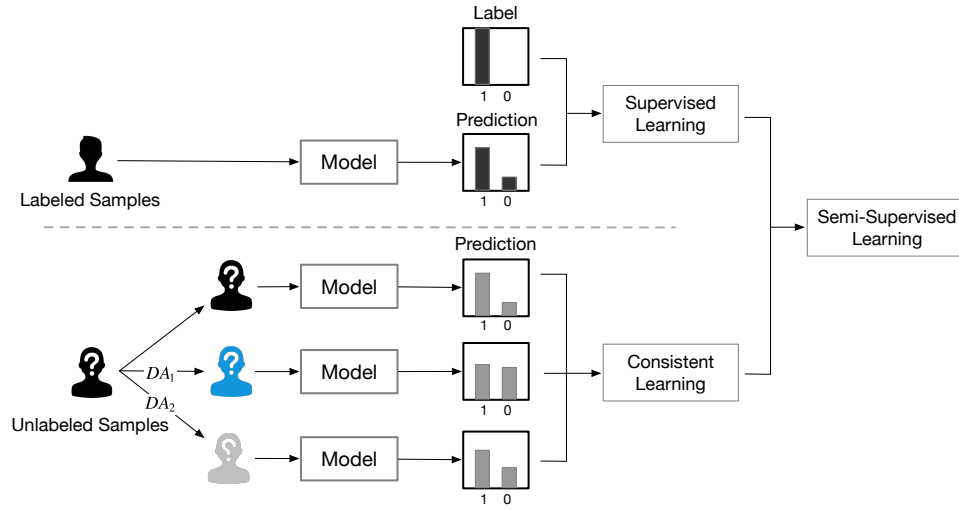 Label
1 0
Prediction
1 0
Model
Labeled Samples
Supervised
Learning
Semi-Supervised
Learning
Prediction
1 0
Model
DA1
1 0
Model
DA2
Unlabeled Samples
Consistent
Learning
1 0
Model